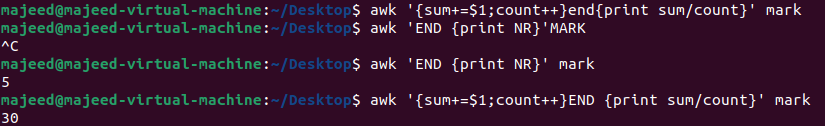 majeed@majeed-virtual-machine:~/Desktop$ awk '{sum+=$1;count++}end{print sum/count}' mark
majeed@majeed-virtual-machine:~/Desktop$ awk 'END {print NR}'MARK
^C
majeed@majeed-virtual-machine:~/Desktop$ awk 'END {print NR}' mark
5
majeed@majeed-virtual-machine:~/Desktop$ awk '{sum+=$1;count++}END {print sum/count}' mark
30